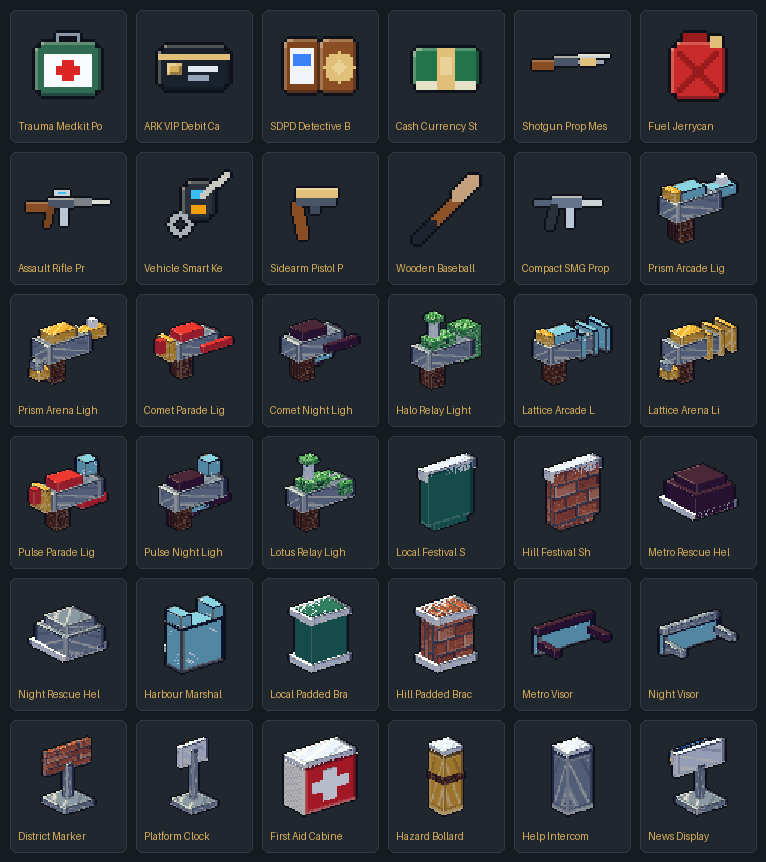 Trauma Medkit Po
ARK VIP Debit Ca
SDPD Detective B
Cash Currency St
Shotgun Prop Mes
Fuel Jerrycan
Assault Rifle Pr
Vehicle Smart Ke
Sidearm Pistol P
Wooden Baseball
Compact SMG Prop
Prism Arcade Lig
Prism Arena Ligh
Comet Parade Lig
Comet Night Ligh
Halo Relay Light
Lattice Arcade L
Lattice Arena Li
Pulse Parade Lig
Pulse Night Ligh
Lotus Relay Ligh
Local Festival S
Hill Festival Sh
Metro Rescue Hel
Night Rescue Hel
Harbour Marshal
Local Padded Bra
Hill Padded Brac
Metro Visor
Night Visor
District Marker
Platform Clock
First Aid Cabine
Hazard Bollard
Help Intercom
News Display